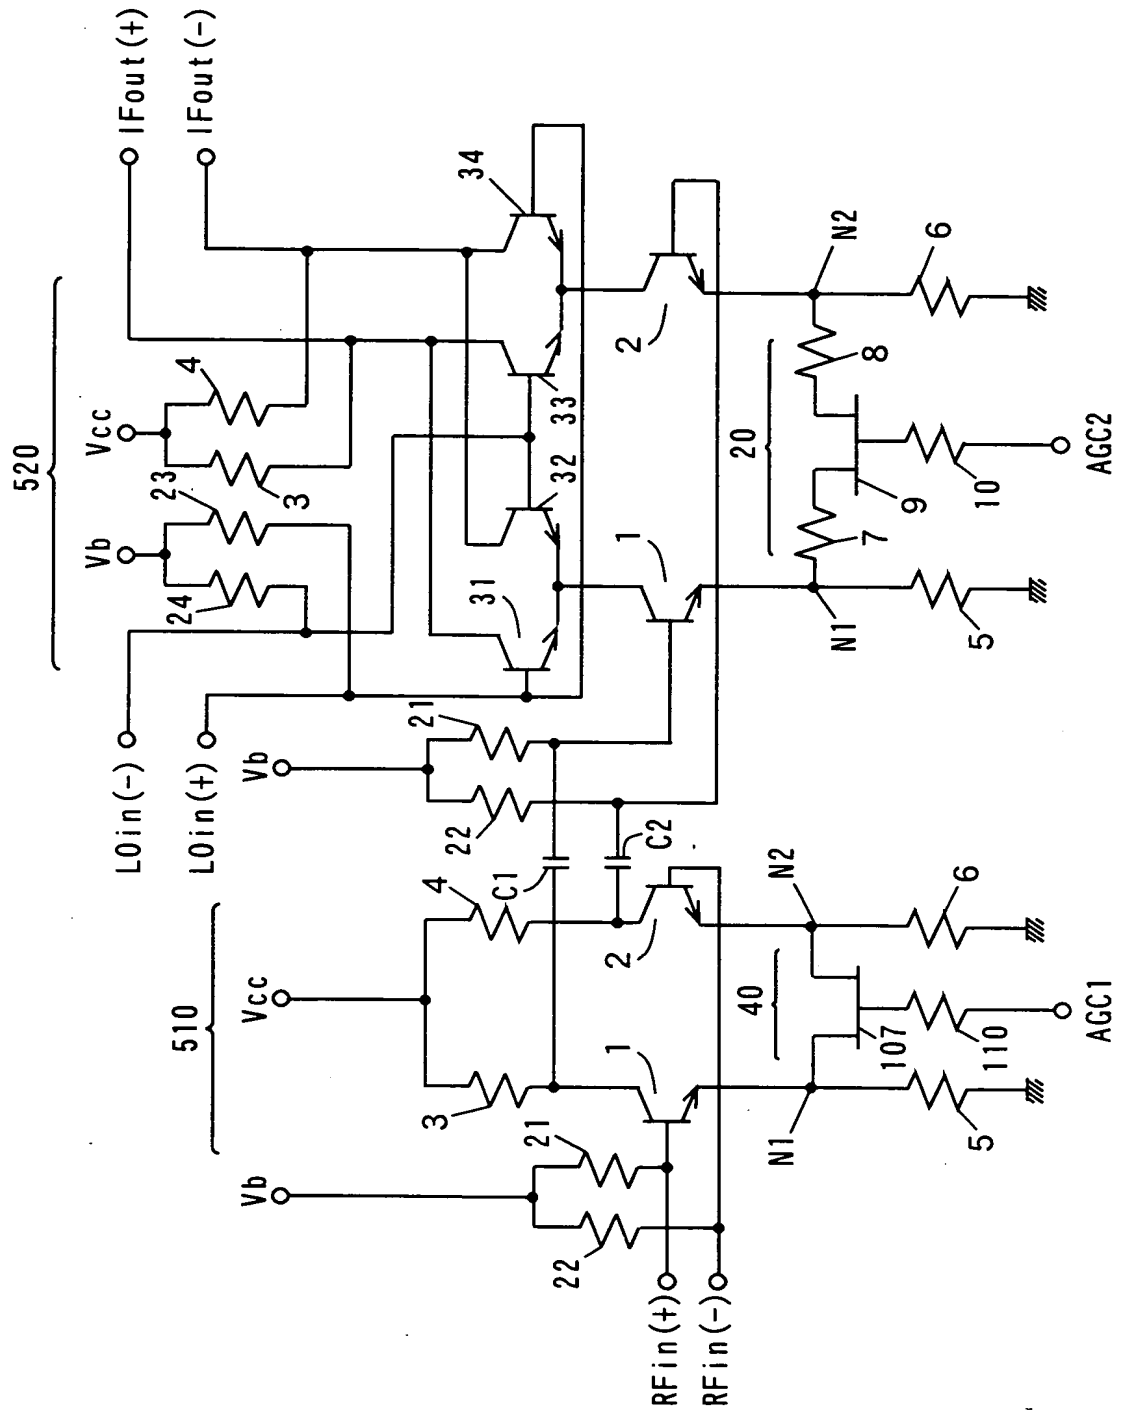 520
IFout(+)
IFout(-)
LOin(-)
LOin(+)
Vb
24
23
Vcc
3
4
31
32
33
34
1
2
N1
N2
20
7
8
9
10
5
6
AGC2
510
Vb
22
21
Vcc
3
4
Vb
22
21
C1
C2
1
2
RFin(+)
RFin(-)
N1
N2
40
107
110
5
6
AGC1